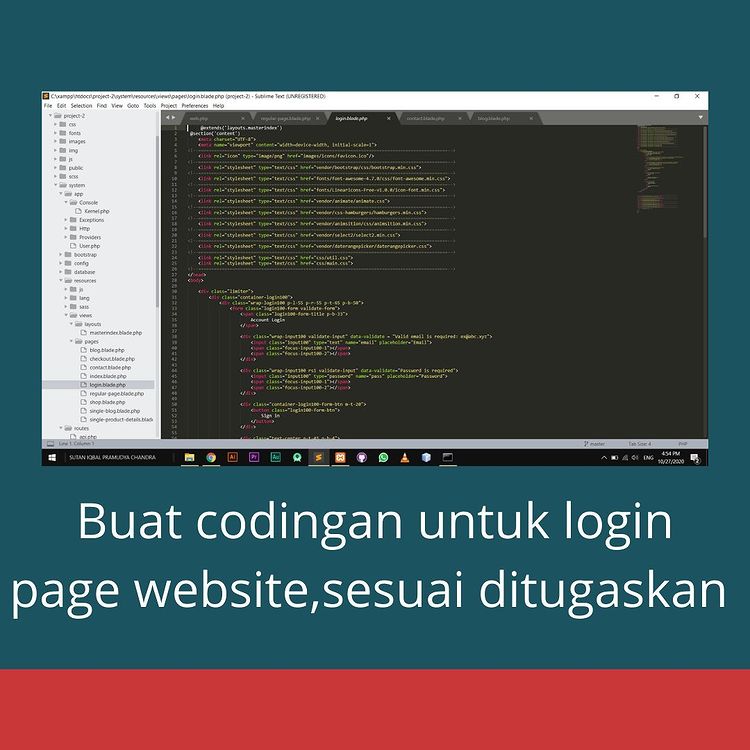 C:\xampp\htdocs\project-2\system\resources\views\pages\login.blade.php (project-2) - Sublime Text (UNREGISTERED)
File Edit Selection Find View Goto Tools Project Preferences Help
project-2
css
fonts
images
img
js
public
scss
system
app
Console
Kernel.php
Exceptions
Http
Providers
User.php
bootstrap
config
database
resources
js
lang
sass
views
layouts
masterindex.blade.php
pages
blog.blade.php
checkout.blade.php
contact.blade.php
index.blade.php
login.blade.php
regular-page.blade.php
shop.blade.php
single-blog.blade.php
single-product-details.blade
routes
api.php
web.php regular-page.blade.php login.blade.php contact.blade.php blog.blade.php
@extends('layouts.masterindex')
@section('content')
<meta charset="UTF-8">
<meta name="viewport" content="width=device-width, initial-scale=1">
<link rel="icon" type="image/png" href="images/icons/favicon.ico"/>
<link rel="stylesheet" type="text/css" href="vendor/bootstrap/css/bootstrap.min.css">
<link rel="stylesheet" type="text/css" href="fonts/font-awesome-4.7.0/css/font-awesome.min.css">
<link rel="stylesheet" type="text/css" href="fonts/Linearicons-Free-v1.0.0/icon-font.min.css">
<link rel="stylesheet" type="text/css" href="vendor/animate/animate.css">
<link rel="stylesheet" type="text/css" href="vendor/css-hamburgers/hamburgers.min.css">
<link rel="stylesheet" type="text/css" href="vendor/animsition/css/animsition.min.css">
<link rel="stylesheet" type="text/css" href="vendor/select2/select2.min.css">
<link rel="stylesheet" type="text/css" href="vendor/daterangepicker/daterangepicker.css">
<link rel="stylesheet" type="text/css" href="css/util.css">
<link rel="stylesheet" type="text/css" href="css/main.css">
</head>
<body>
<div class="limiter">
<div class="container-login100">
<div class="wrap-login100 p-l-55 p-r-55 p-t-65 p-b-50">
<form class="login100-form validate-form">
<span class="login100-form-title p-b-33">
Account Login
</span>
<div class="wrap-input100 validate-input" data-validate = "Valid email is required: ex@abc.xyz">
<input class="input100" type="text" name="email" placeholder="Email">
<span class="focus-input100-1"></span>
<span class="focus-input100-2"></span>
</div>
<div class="wrap-input100 rs1 validate-input" data-validate="Password is required">
<input class="input100" type="password" name="pass" placeholder="Password">
<span class="focus-input100-1"></span>
<span class="focus-input100-2"></span>
</div>
<div class="container-login100-form-btn m-t-20">
<button class="login100-form-btn">
Sign in
</button>
</div>
Line 1, Column 1 master Tab Size: 4 PHP
SUTAN IQBAL PRAMUDYA CHANDRA
ENG 4:54 PM
10/27/2020
Buat codingan untuk login
page website,sesuai ditugaskan